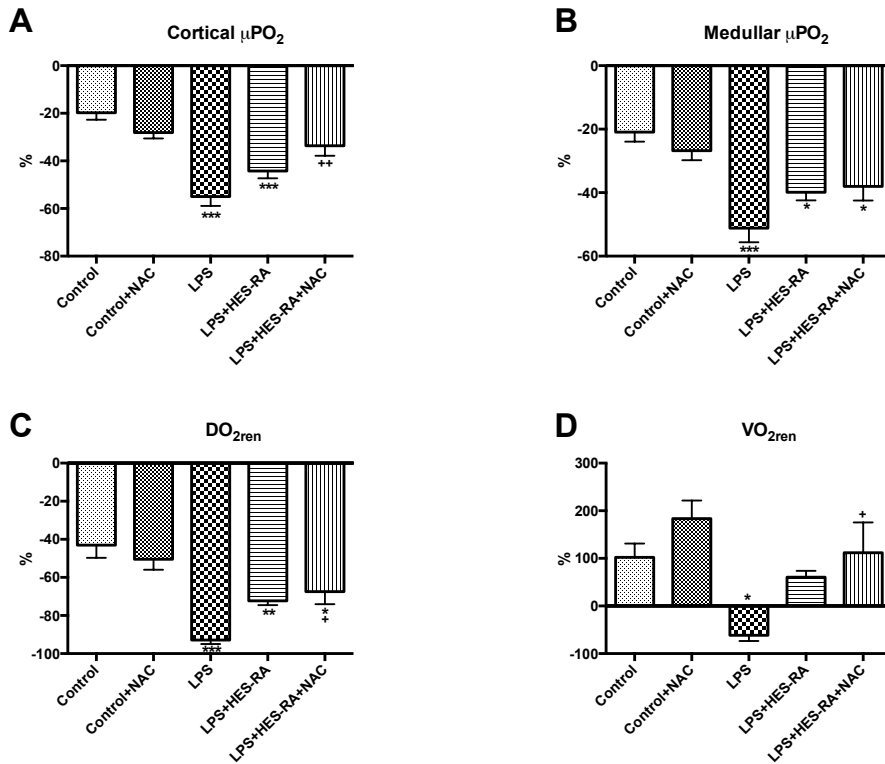 A
Cortical μPO2
0
-20
-40
-60
-80
%
***
***
++
Control
Control+NAC
LPS
LPS+HES-RA
LPS+HES-RA+NAC
B
Medullar μPO2
0
-20
-40
-60
%
***
*
*
Control
Control+NAC
LPS
LPS+HES-RA
LPS+HES-RA+NAC
C
DO2ren
0
-20
-40
-60
-80
-100
%
***
**
*
+
Control
Control+NAC
LPS
LPS+HES-RA
LPS+HES-RA+NAC
D
VO2ren
300
200
100
0
-100
%
*
+
Control
Control+NAC
LPS
LPS+HES-RA
LPS+HES-RA+NAC